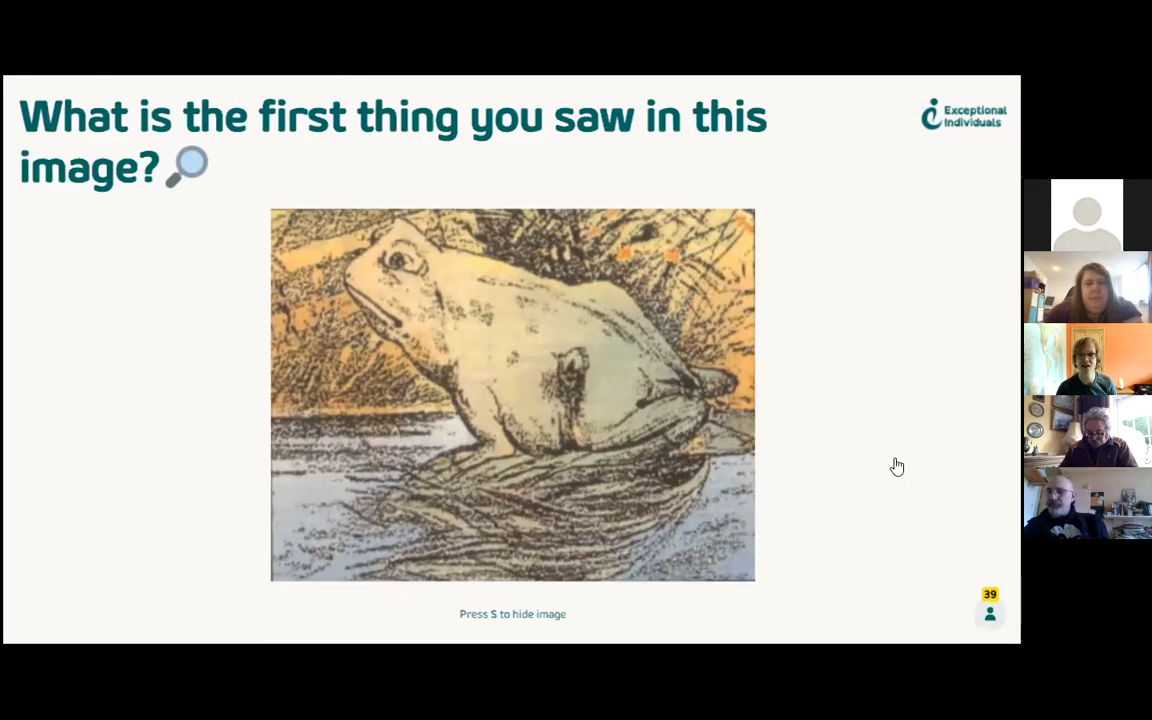 What is the first thing you saw in this
image?
Exceptional
Individuals
Press S to hide image
39